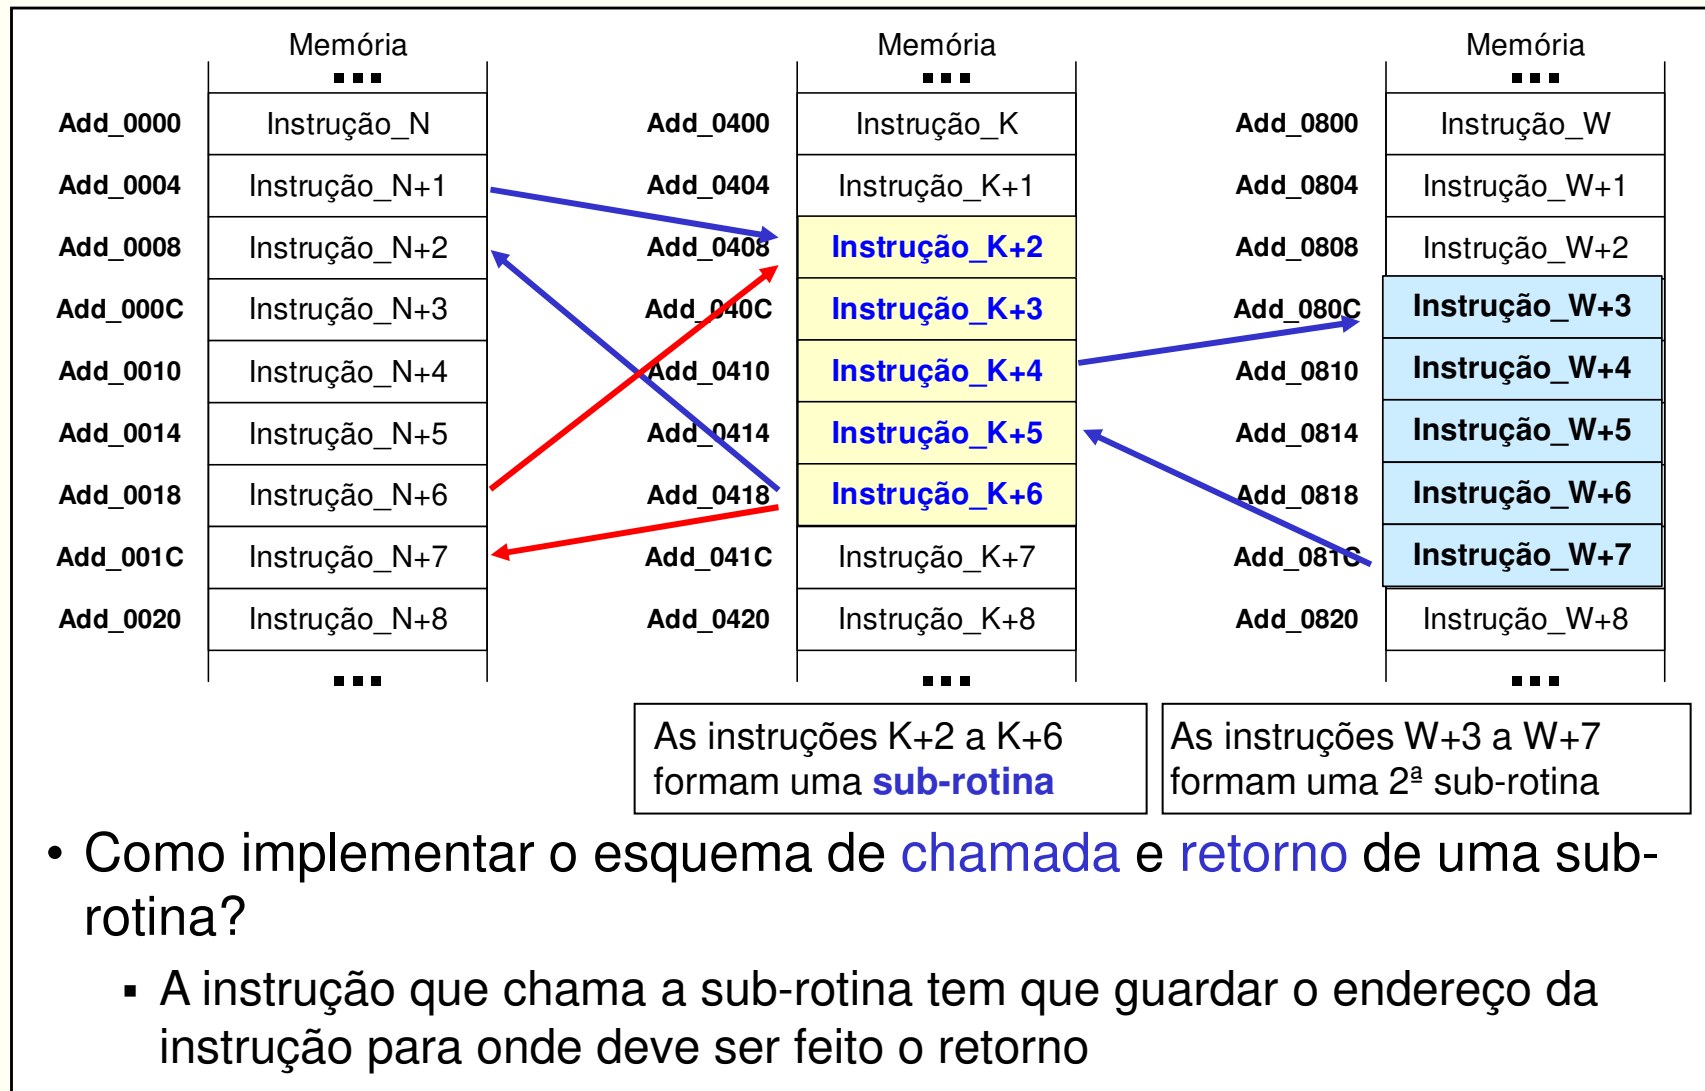 Memória Memória Memória
Add_0000 Instrução_N Add_0400 Instrução_K Add_0800 Instrução_W
Add_0004 Instrução_N+1 Add_0404 Instrução_K+1 Add_0804 Instrução_W+1
Add_0008 Instrução_N+2 Add_0408 Instrução_K+2 Add_0808 Instrução_W+2
Add_000C Instrução_N+3 Add_040C Instrução_K+3 Add_080C Instrução_W+3
Add_0010 Instrução_N+4 Add_0410 Instrução_K+4 Add_0810 Instrução_W+4
Add_0014 Instrução_N+5 Add_0414 Instrução_K+5 Add_0814 Instrução_W+5
Add_0018 Instrução_N+6 Add_0418 Instrução_K+6 Add_0818 Instrução_W+6
Add_001C Instrução_N+7 Add_041C Instrução_K+7 Add_081C Instrução_W+7
Add_0020 Instrução_N+8 Add_0420 Instrução_K+8 Add_0820 Instrução_W+8
As instruções K+2 a K+6
formam uma sub-rotina
As instruções W+3 a W+7
formam uma 2ª sub-rotina
• Como implementar o esquema de chamada e retorno de uma sub-
rotina?
▪ A instrução que chama a sub-rotina tem que guardar o endereço da
instrução para onde deve ser feito o retorno